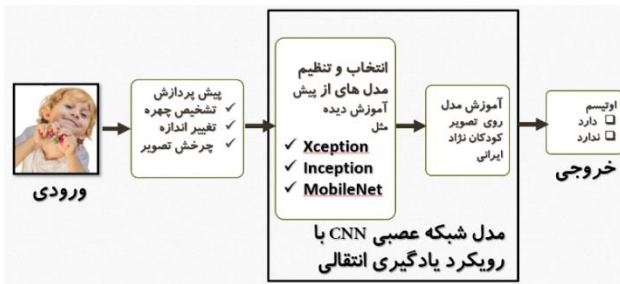 ورودی
پیش پردازش
✓ تشخیص چهره
✓ تغییر اندازه
✓ چرخش تصویر
انتخاب و تنظیم
مدل های از پیش
آموزش دیده
مثل
✓ Xception
✓ Inception
✓ MobileNet
آموزش مدل
روی تصویر
کودکان نژاد
ایرانی
مدل شبکه عصبی CNN با
رویکرد یادگیری انتقالی
اوتیسم
❑ دارد
❑ ندارد
خروجی